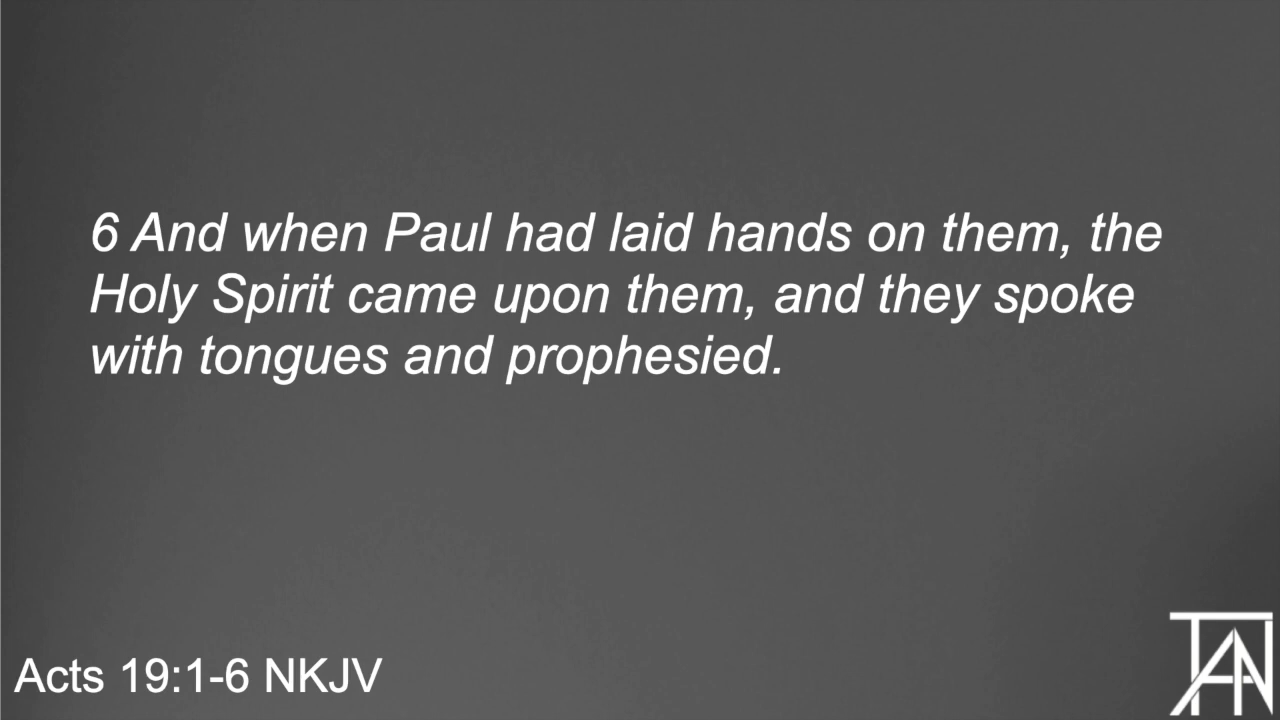 6 And when Paul had laid hands on them, the
Holy Spirit came upon them, and they spoke
with tongues and prophesied.
Acts 19:1-6 NKJV
TAN